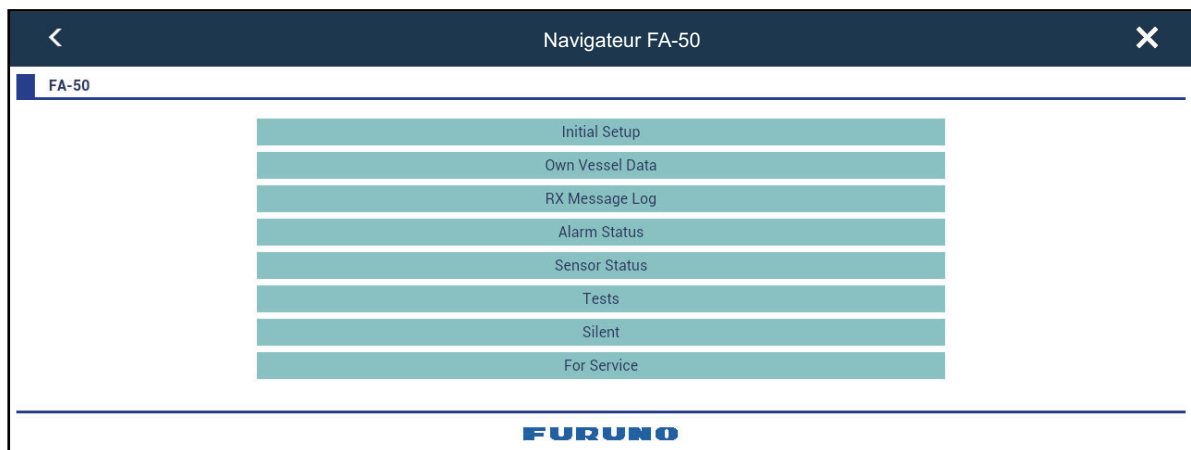 Navigateur FA-50
FA-50
Initial Setup
Own Vessel Data
RX Message Log
Alarm Status
Sensor Status
Tests
Silent
For Service
FURUNO